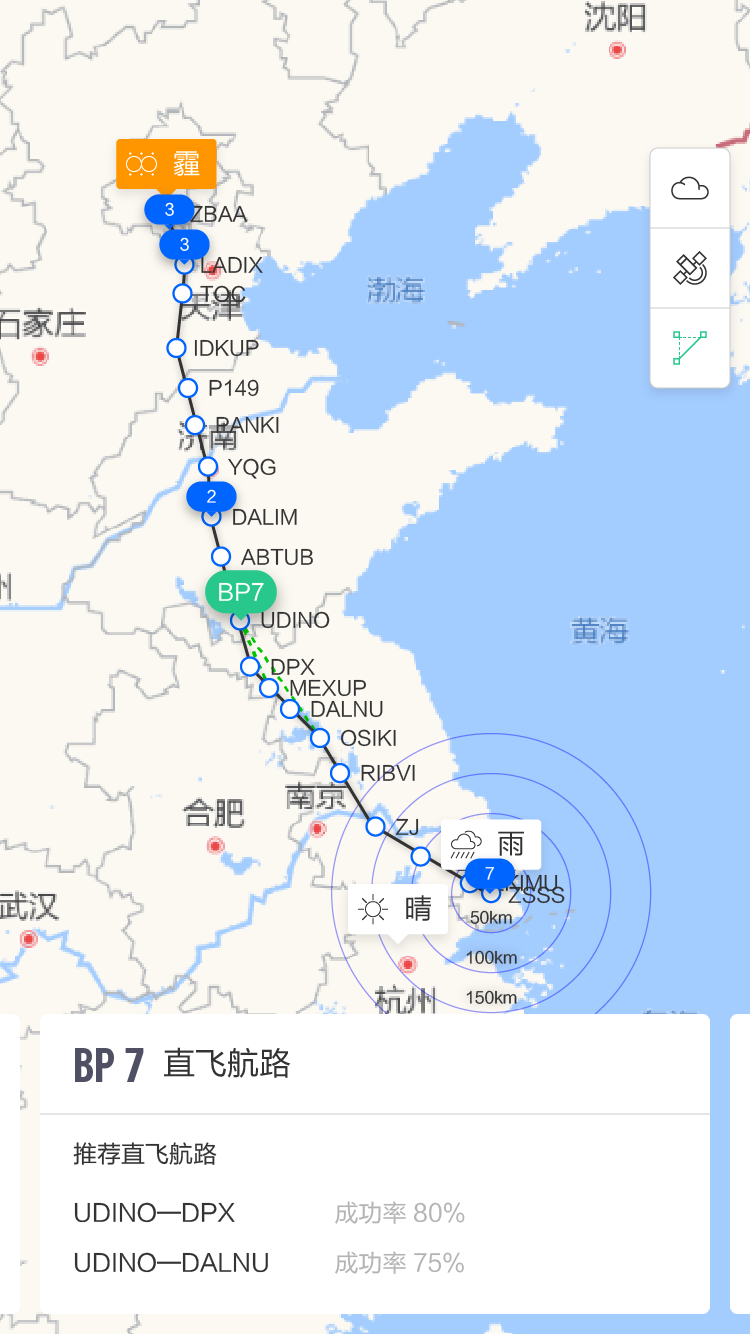 沈阳
霾
3
ZBAA
3
LADIX
TOC
天津
渤海
石家庄
IDKUP
P149
PANKI
济南
YQG
2
DALIM
ABTUB
BP7
UDINO
黄海
DPX
MEXUP
DALNU
OSIKI
RIBVI
南京
合肥
ZJ
雨
7
KIMU
ZSSS
晴
武汉
50km
100km
150km
杭州
BP 7 直飞航路
推荐直飞航路
UDINO—DPX 成功率 80%
UDINO—DALNU 成功率 75%